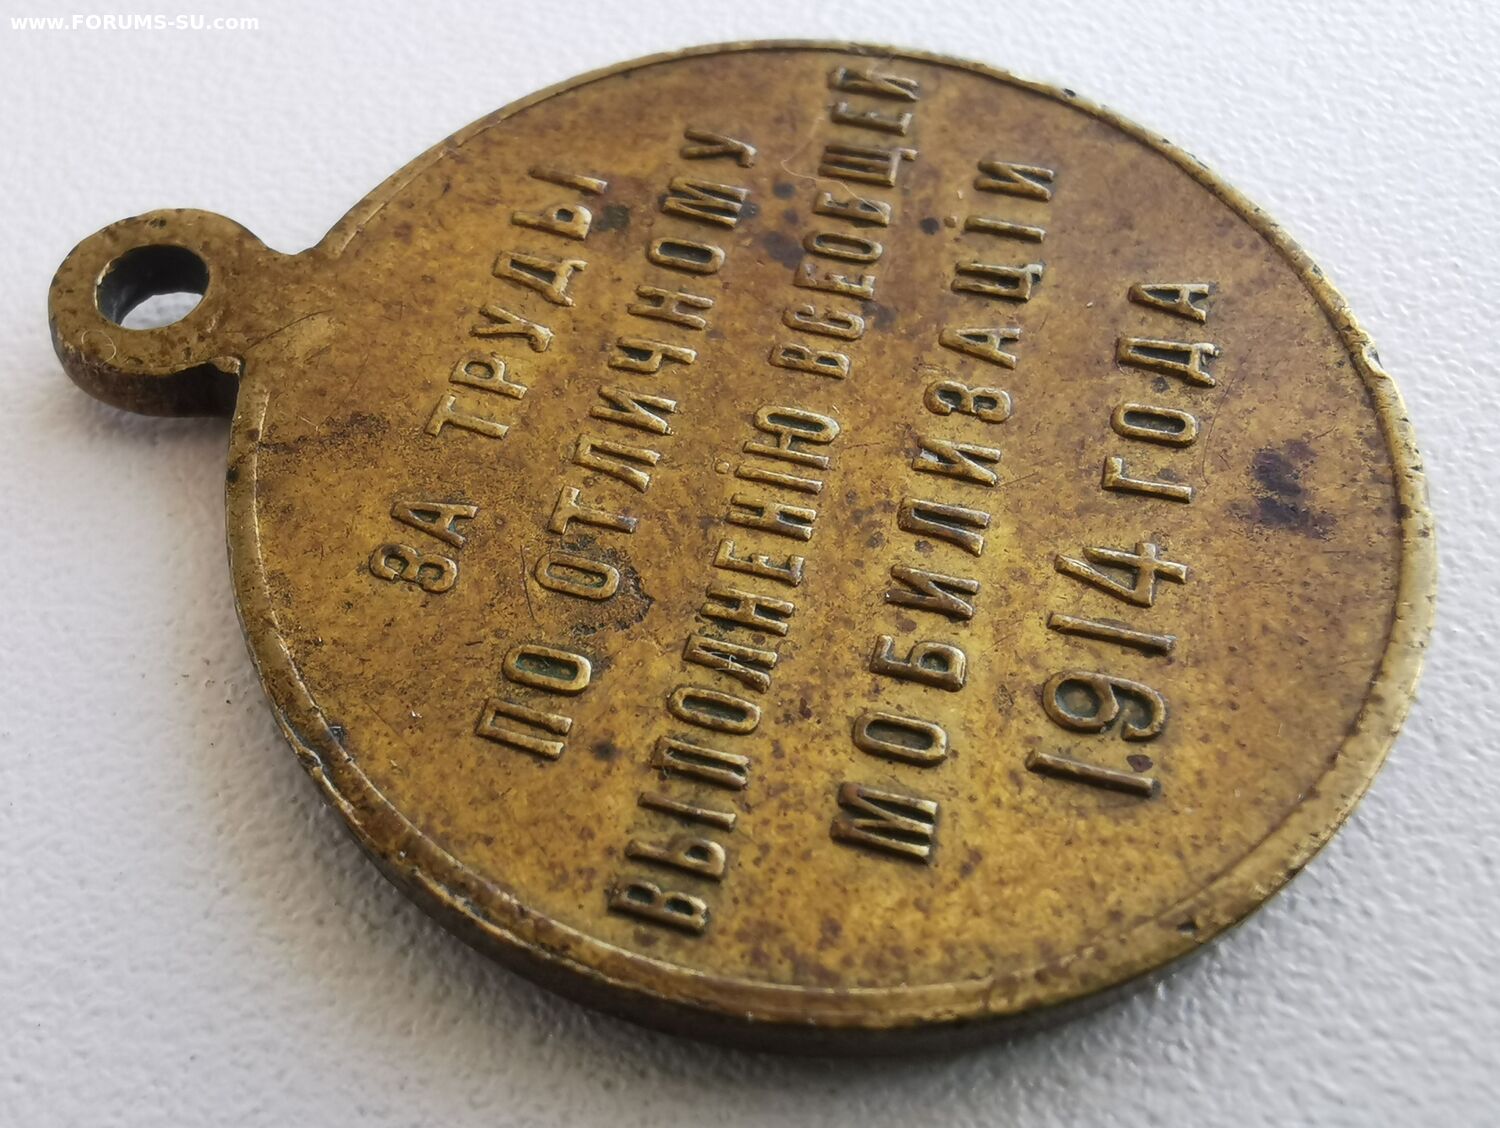 www.FORUMS-SU.com
ЗА ТРУДЫ
ПО ОТЛИЧНОМУ
ВЫПОЛНЕНІЮ ВСЕОБЩЕЙ
МОБИЛИЗАЦІИ
1914 ГОДА